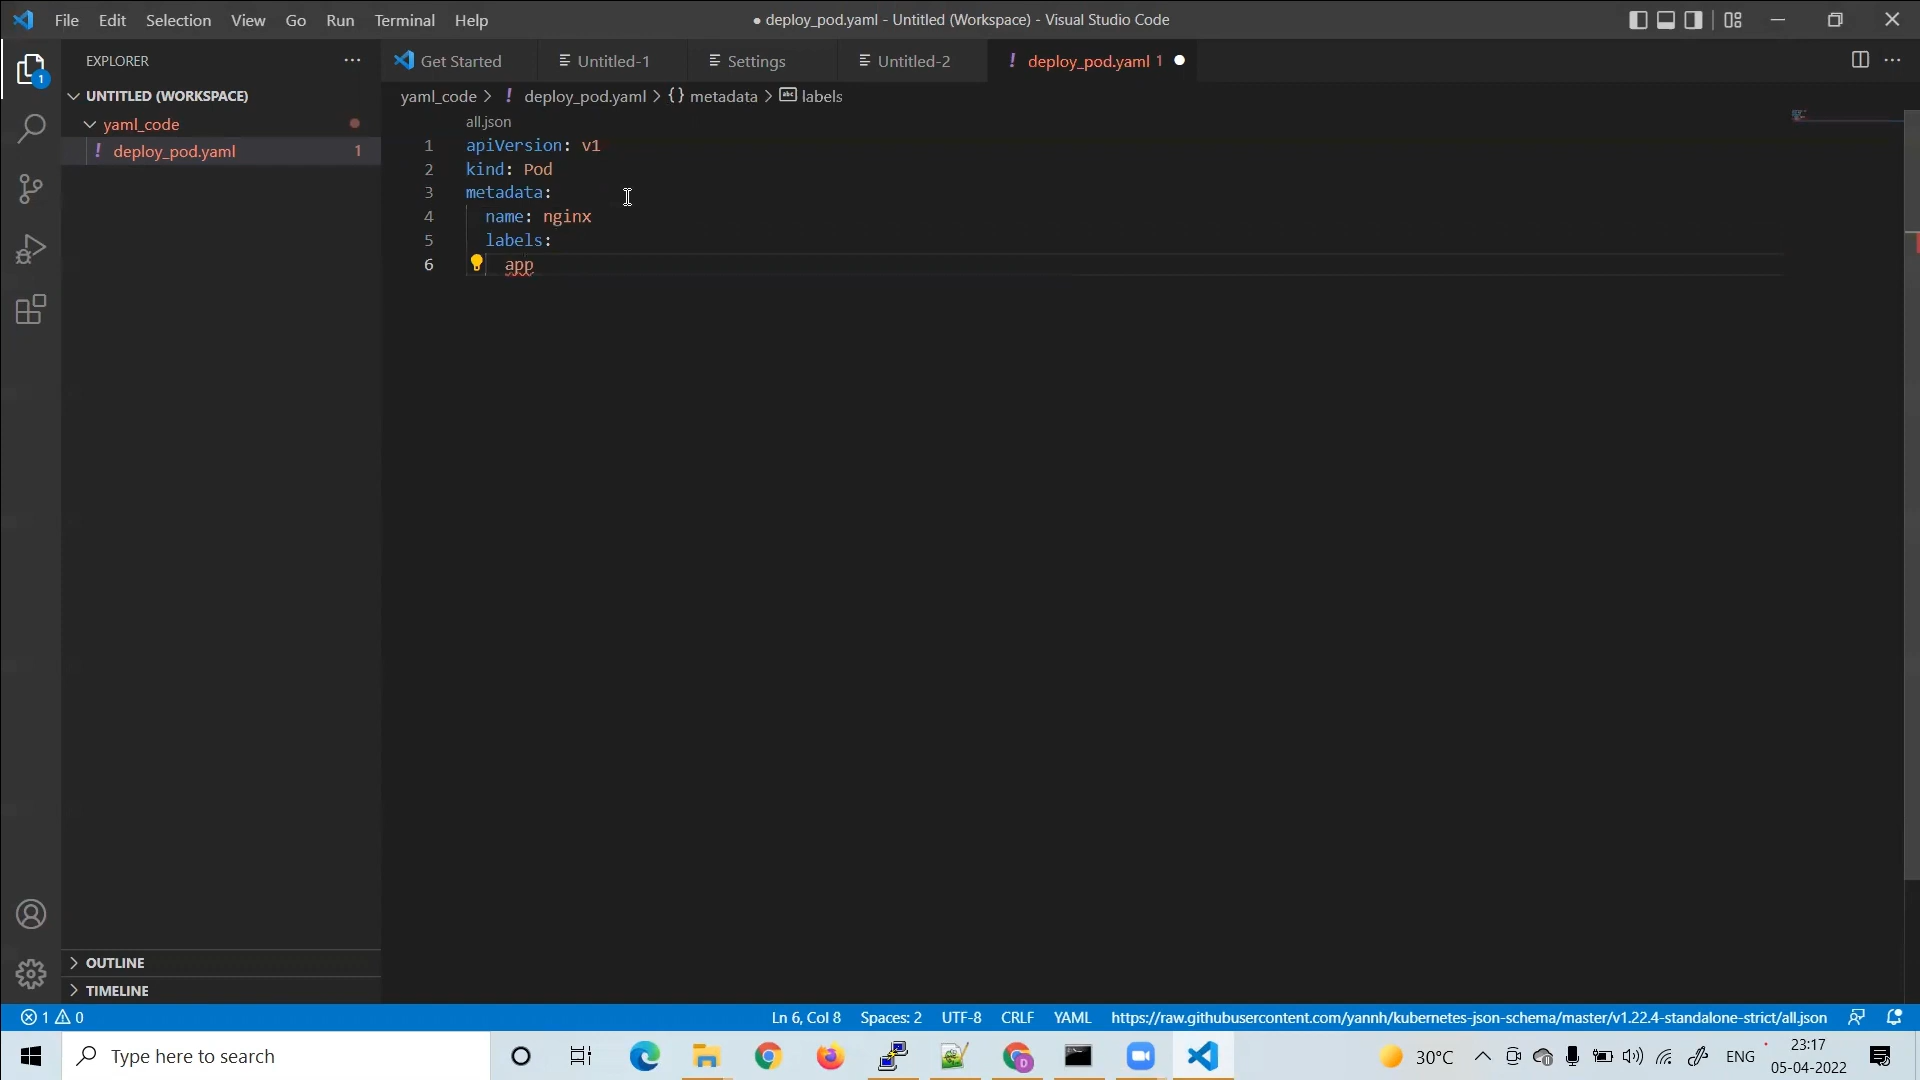 File Edit Selection View Go Run Terminal Help
● deploy_pod.yaml - Untitled (Workspace) - Visual Studio Code
EXPLORER
Get Started
Untitled-1
Settings
Untitled-2
! deploy_pod.yaml 1
1
UNTITLED (WORKSPACE)
yaml_code > ! deploy_pod.yaml > {} metadata > abc labels
yaml_code
! deploy_pod.yaml 1
all.json
1 apiVersion: v1
2 kind: Pod
3 metadata:
4 name: nginx
5 labels:
6 app
OUTLINE
TIMELINE
1 0
Ln 6, Col 8 Spaces: 2 UTF-8 CRLF YAML https://raw.githubusercontent.com/yannh/kubernetes-json-schema/master/v1.22.4-standalone-strict/all.json
Type here to search
30°C
ENG
23:17
05-04-2022